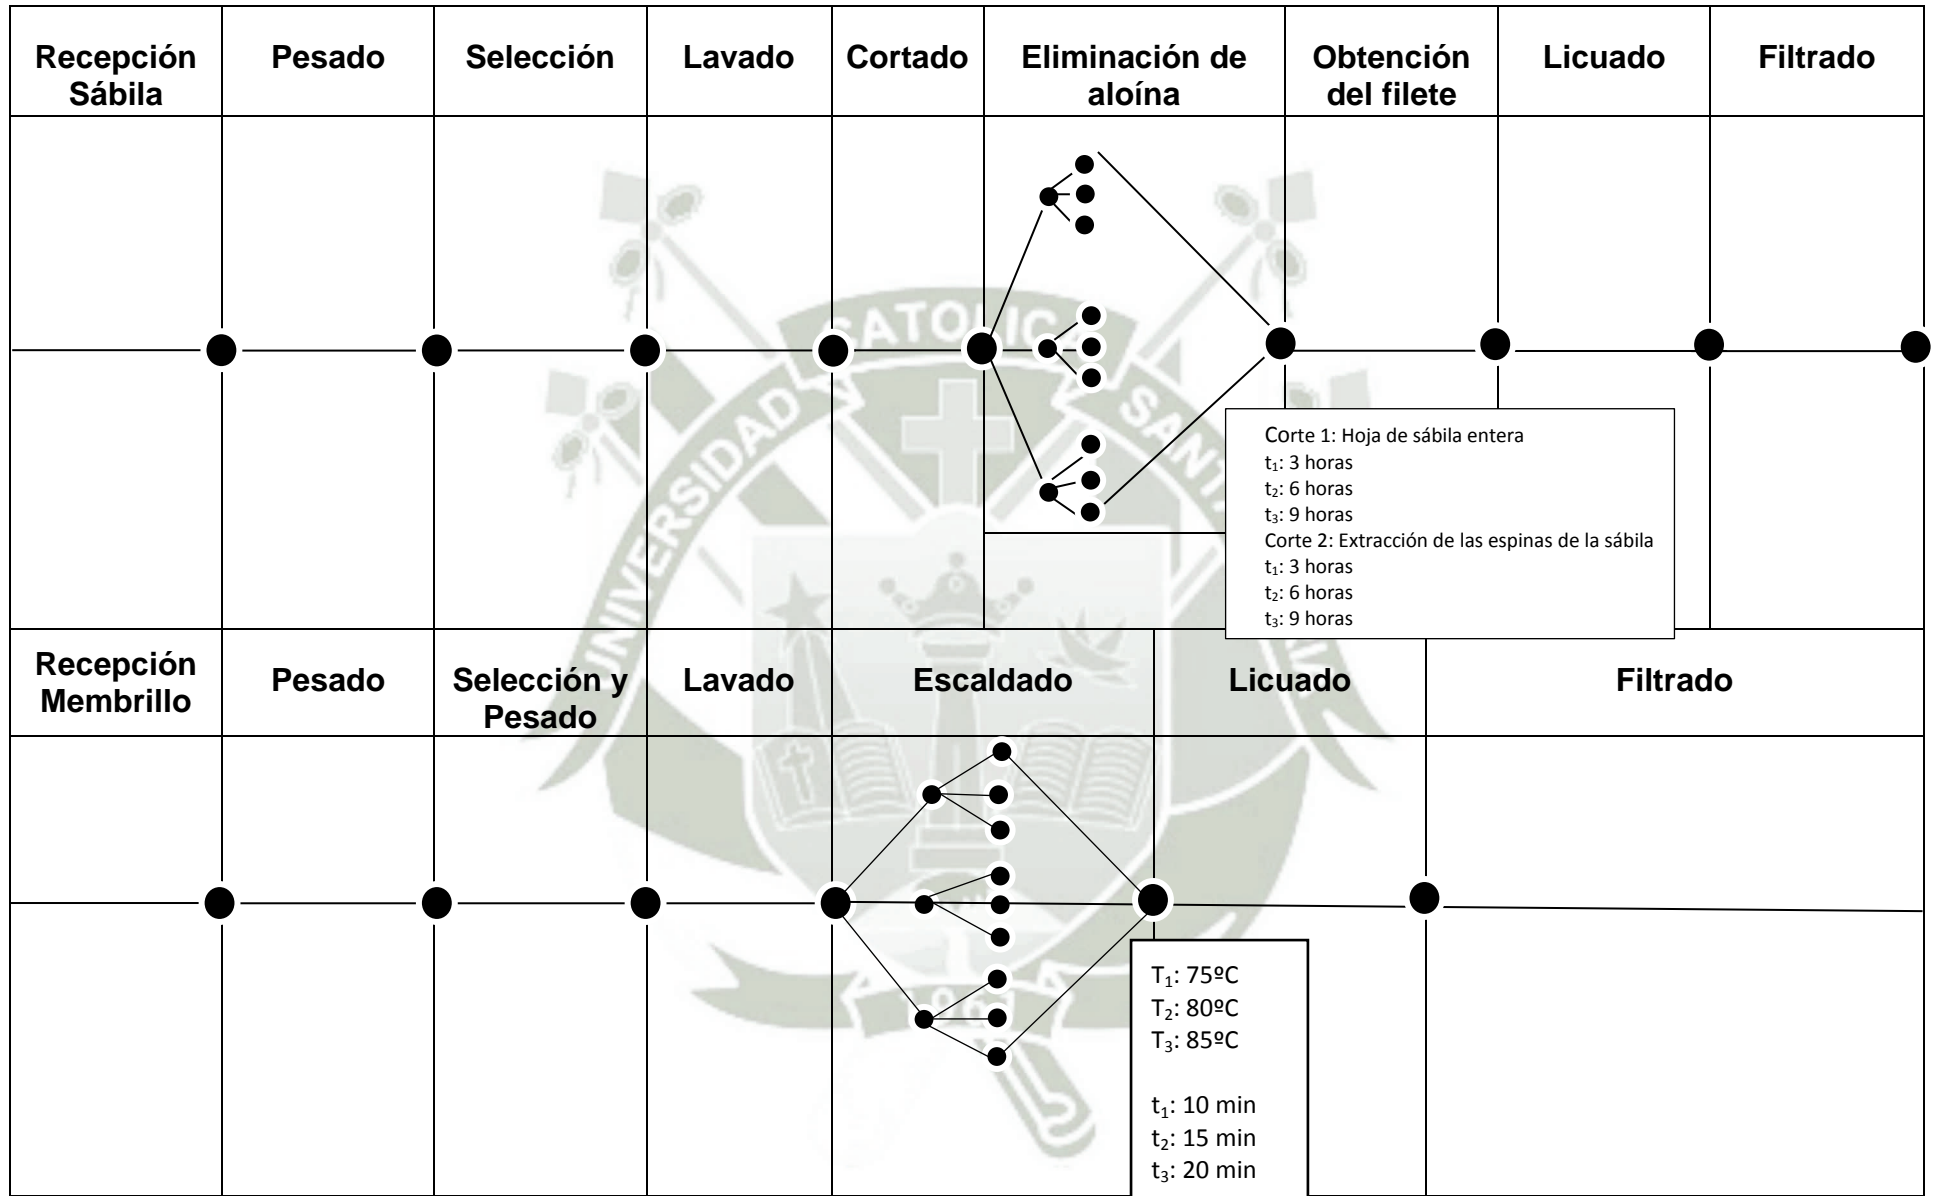 Recepción
Sábila
Pesado
Selección
Lavado
Cortado
Eliminación de
aloína
Obtención
del filete
Licuado
Filtrado
Corte 1: Hoja de sábila entera
t₁: 3 horas
t₂: 6 horas
t₃: 9 horas
Corte 2: Extracción de las espinas de la sábila
t₁: 3 horas
t₂: 6 horas
t₃: 9 horas
Recepción
Membrillo
Pesado
Selección y
Pesado
Lavado
Escaldado
Licuado
Filtrado
T₁: 75ºC
T₂: 80ºC
T₃: 85ºC
t₁: 10 min
t₂: 15 min
t₃: 20 min
UNIVERSIDAD
CATOLICA